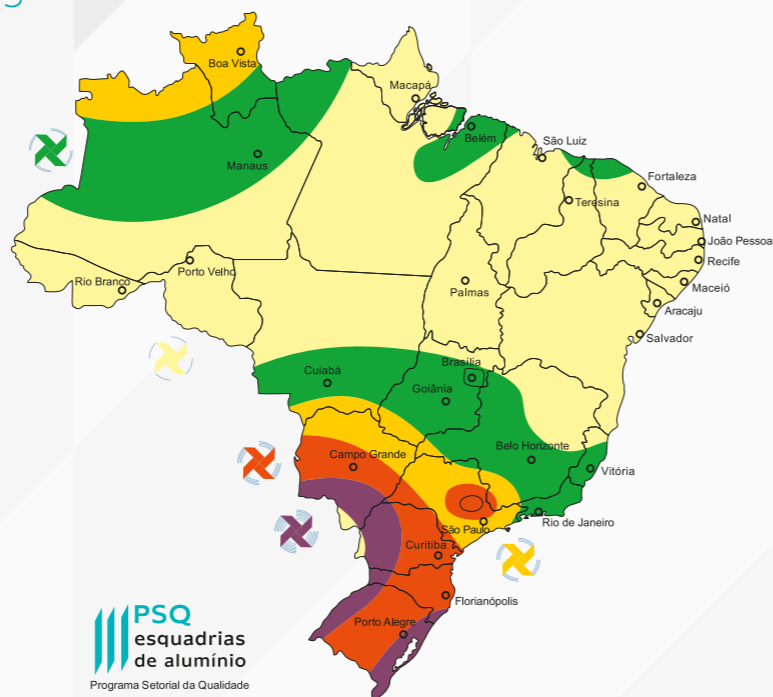 Boa Vista
Macapá
Belém
São Luiz
Manaus
Fortaleza
Teresina
Natal
João Pessoa
Recife
Porto Velho
Rio Branco
Palmas
Maceió
Aracaju
Salvador
Brasília
Cuiabá
Goiânia
Belo Horizonte
Campo Grande
Vitória
São Paulo
Rio de Janeiro
Curitiba
Florianópolis
Porto Alegre
PSQ
esquadrias
de alumínio
Programa Setorial da Qualidade